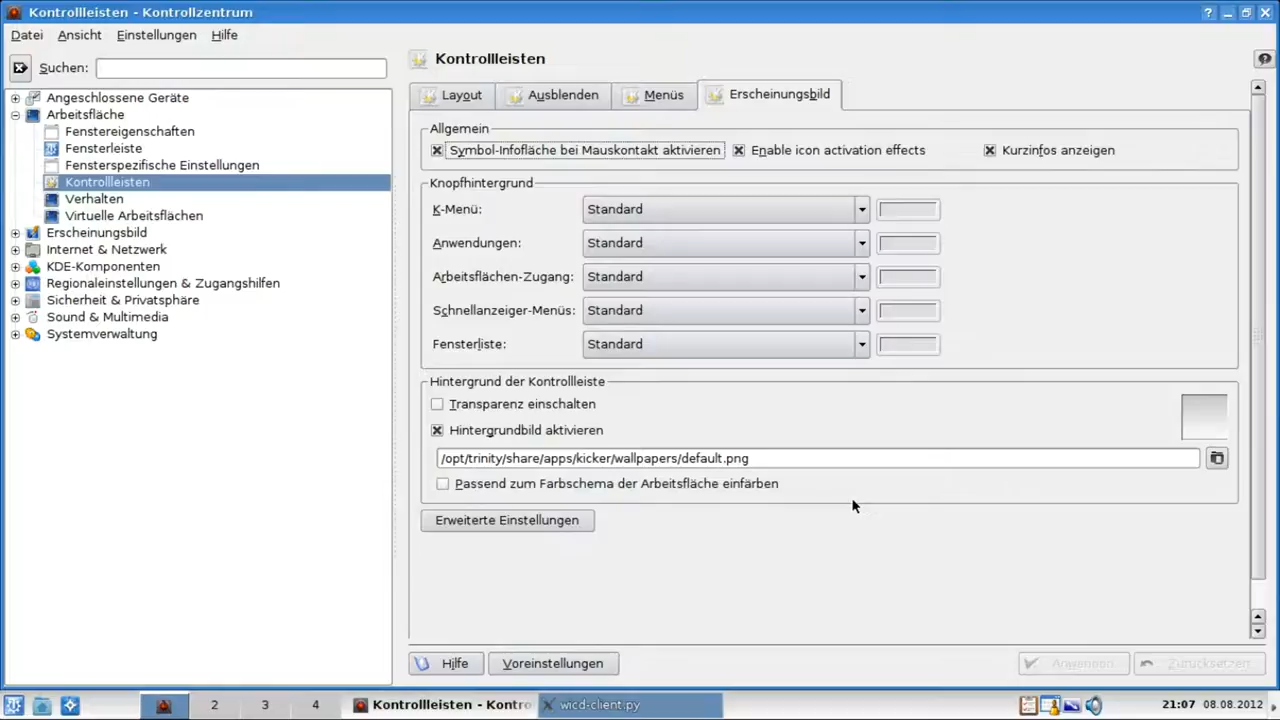 Kontrollleisten - Kontrollzentrum
Datei Ansicht Einstellungen Hilfe
Suchen:
Angeschlossene Geräte
Arbeitsfläche
Fenstereigenschaften
Fensterleiste
Fensterspezifische Einstellungen
Kontrollleisten
Verhalten
Virtuelle Arbeitsflächen
Erscheinungsbild
Internet & Netzwerk
KDE-Komponenten
Regionaleinstellungen & Zugangshilfen
Sicherheit & Privatsphäre
Sound & Multimedia
Systemverwaltung
Kontrollleisten
Layout Ausblenden Menüs Erscheinungsbild
Allgemein
Symbol-Infofläche bei Mauskontakt aktivieren Enable icon activation effects Kurzinfos anzeigen
Knopfhintergrund
K-Menü: Standard
Anwendungen: Standard
Arbeitsflächen-Zugang: Standard
Schnellanzeiger-Menüs: Standard
Fensterliste: Standard
Hintergrund der Kontrollleiste
Transparenz einschalten
Hintergrundbild aktivieren
/opt/trinity/share/apps/kicker/wallpapers/default.png
Passend zum Farbschema der Arbeitsfläche einfärben
Erweiterte Einstellungen
Hilfe Voreinstellungen Anwenden Zurücksetzen
2 3 4 Kontrollleisten - Kontro wicd-client.py 21:07 08.08.2012